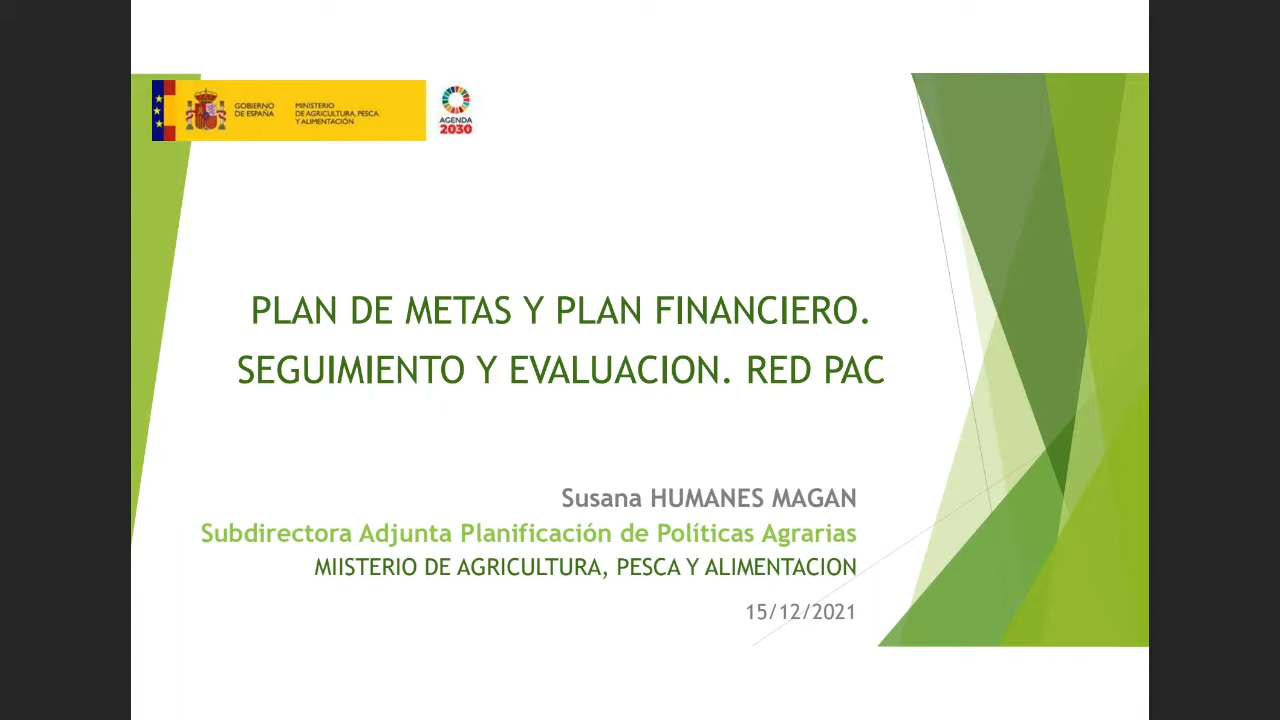 GOBIERNO
DE ESPAÑA
MINISTERIO
DE AGRICULTURA, PESCA
Y ALIMENTACIÓN
AGENDA
2030
PLAN DE METAS Y PLAN FINANCIERO.
SEGUIMIENTO Y EVALUACION. RED PAC
Susana HUMANES MAGAN
Subdirectora Adjunta Planificación de Políticas Agrarias
MIISTERIO DE AGRICULTURA, PESCA Y ALIMENTACION
15/12/2021